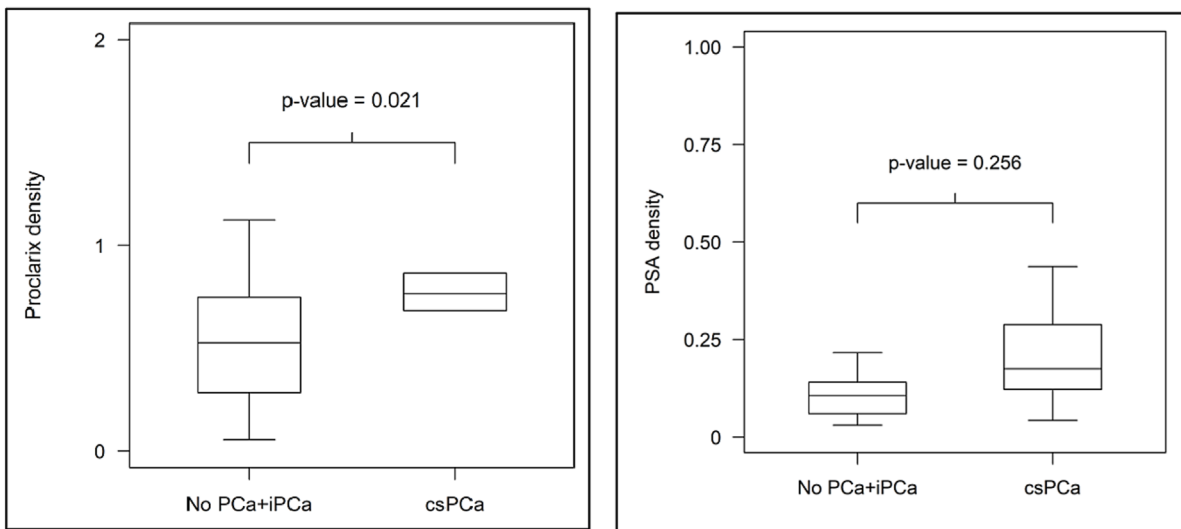 Proclarix density
2
1
0
p-value = 0.021
No PCa+iPCa
csPCa
PSA density
1.00
0.75
0.50
0.25
0
p-value = 0.256
No PCa+iPCa
csPCa